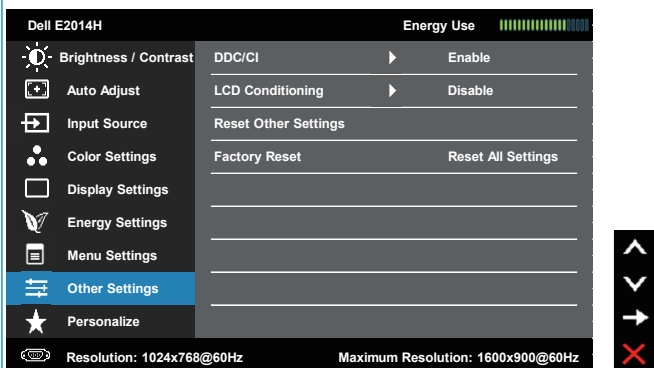 Dell E2014H Energy Use
Brightness / Contrast DDC/CI Enable
Auto Adjust LCD Conditioning Disable
Input Source Reset Other Settings
Color Settings Factory Reset Reset All Settings
Display Settings
Energy Settings
Menu Settings
Other Settings
Personalize
Resolution: 1024x768@60Hz Maximum Resolution: 1600x900@60Hz